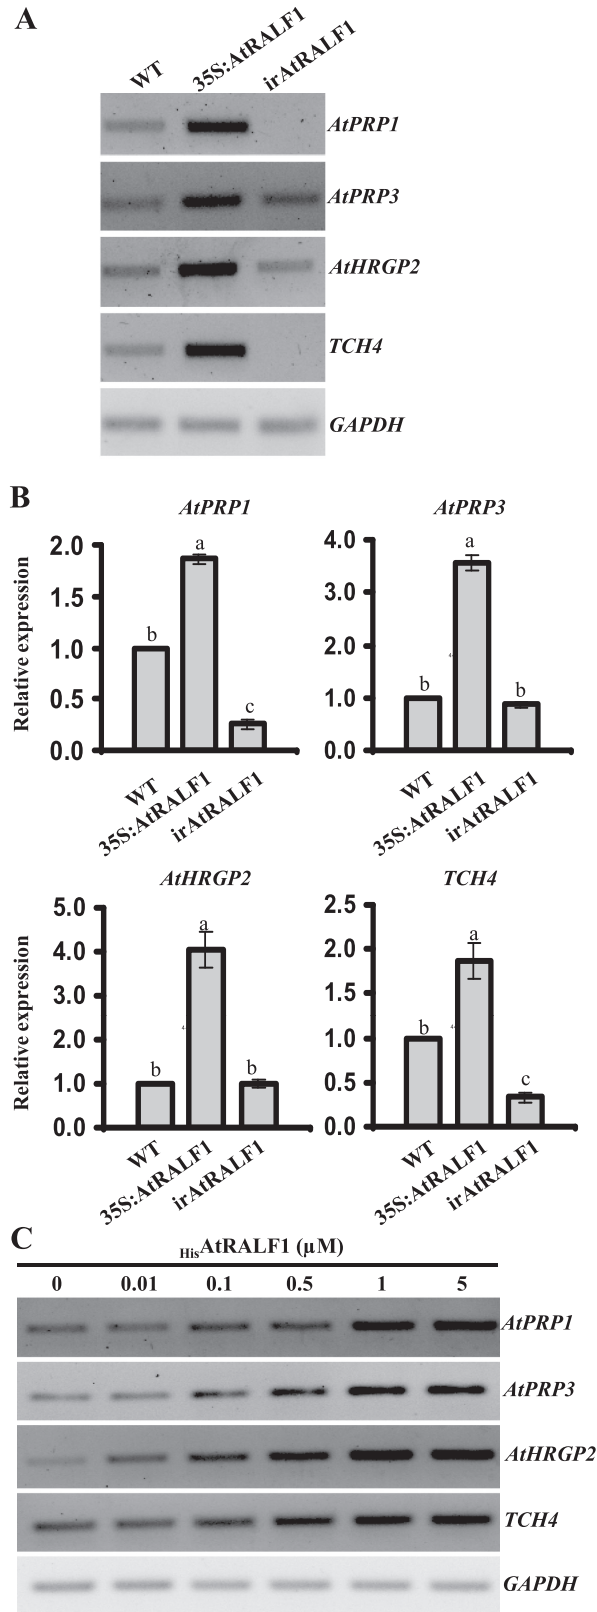 A
WT
35S:AtRALF1
irAtRALF1
AtPRP1
AtPRP3
AtHRGP2
TCH4
GAPDH
B
AtPRP1
Relative expression
2.0
1.5
1.0
0.5
0.0
b
a
c
WT
35S:AtRALF1
irAtRALF1
AtPRP3
4.0
3.0
2.0
1.0
0.0
b
a
b
WT
35S:AtRALF1
irAtRALF1
AtHRGP2
Relative expression
5.0
4.0
3.0
2.0
1.0
0.0
b
a
b
WT
35S:AtRALF1
irAtRALF1
TCH4
2.5
2.0
1.5
1.0
0.5
0.0
b
a
c
WT
35S:AtRALF1
irAtRALF1
C
HisAtRALF1 (µM)
0 0.01 0.1 0.5 1 5
AtPRP1
AtPRP3
AtHRGP2
TCH4
GAPDH